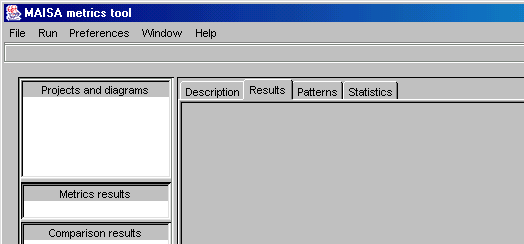 MAISA metrics tool
File Run Preferences Window Help
Projects and diagrams
Description Results Patterns Statistics
Metrics results
Comparison results